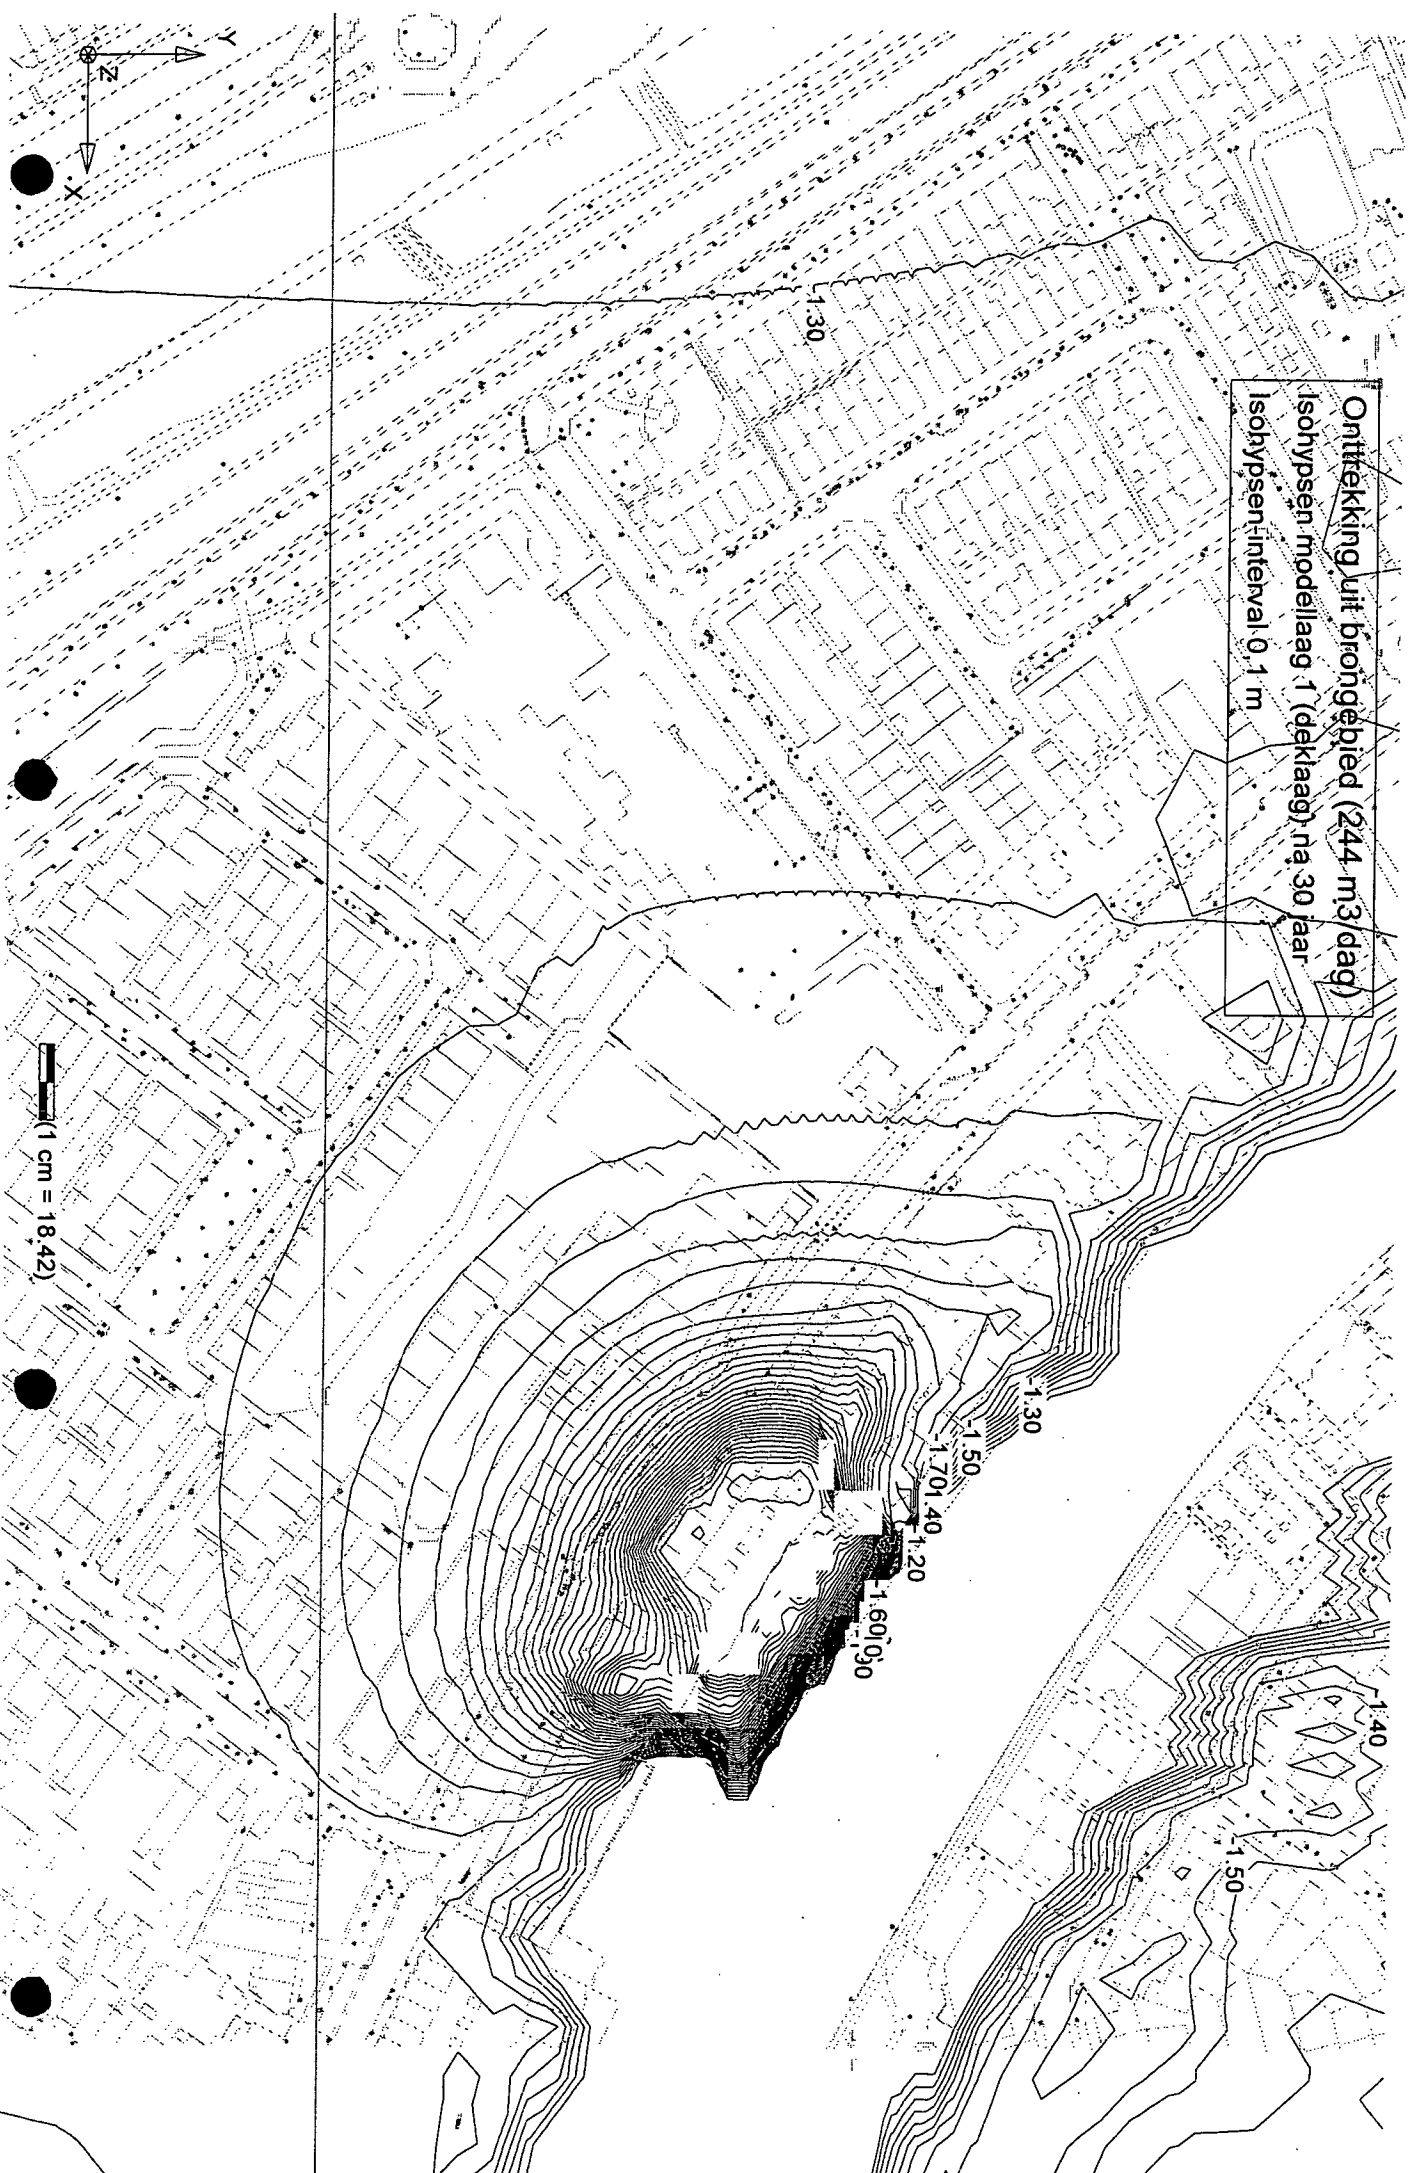 Onttrekking uit brongebied (244 m3/dag)
Isohypsen modellaag 1 (deklaag) na 30 jaar
Isohypsen-interval 0,1 m
Y
Z
X
-1.30
-1.30
-1.50
-1.70
1.40
-1.20
-1.60
-1.40
-1.50
(1 cm = 18.42)